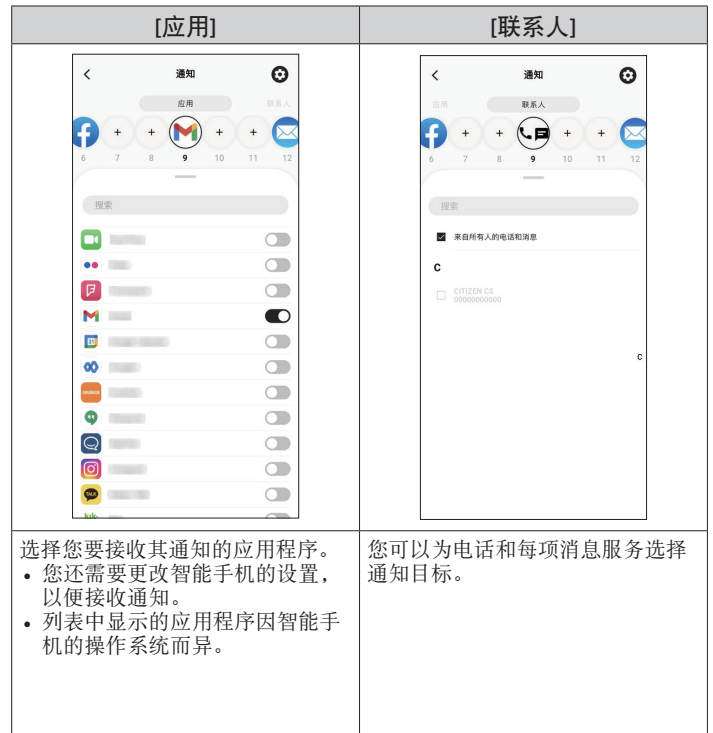 [应用]
[联系人]
通知
应用
联系人
6 7 8 9 10 11 12
搜索
31
TALK
选择您要接收其通知的应用程序。
• 您还需要更改智能手机的设置，
以便接收通知。
• 列表中显示的应用程序因智能手
机的操作系统而异。
通知
应用
联系人
6 7 8 9 10 11 12
搜索
来自所有人的电话和消息
C
CITIZEN CS
00000000000
C
您可以为电话和每项消息服务选择
通知目标。